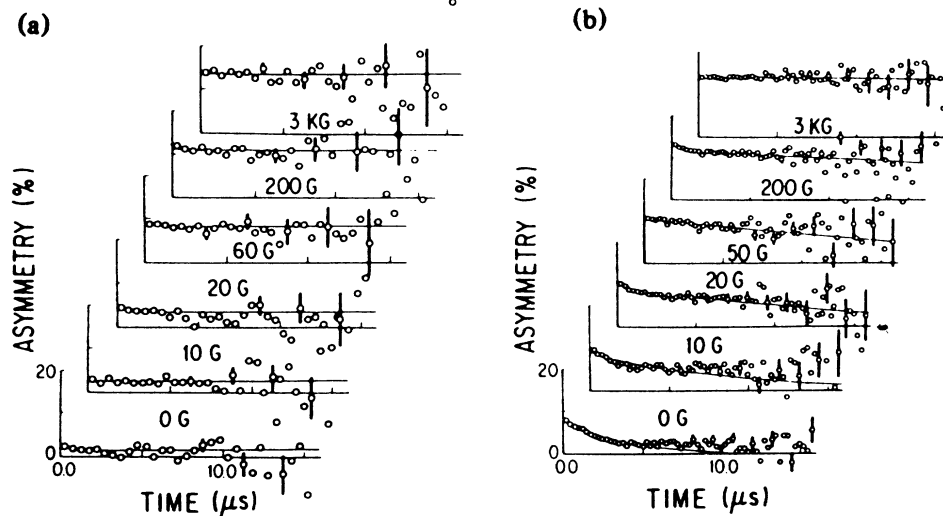 (a)
3 KG
200 G
60 G
20 G
10 G
0 G
20
0
0.0
10.0
ASYMMETRY (%)
TIME (μs)
(b)
3 KG
200 G
50 G
20 G
10 G
0 G
20
0
0.0
10.0
ASYMMETRY (%)
TIME (μs)